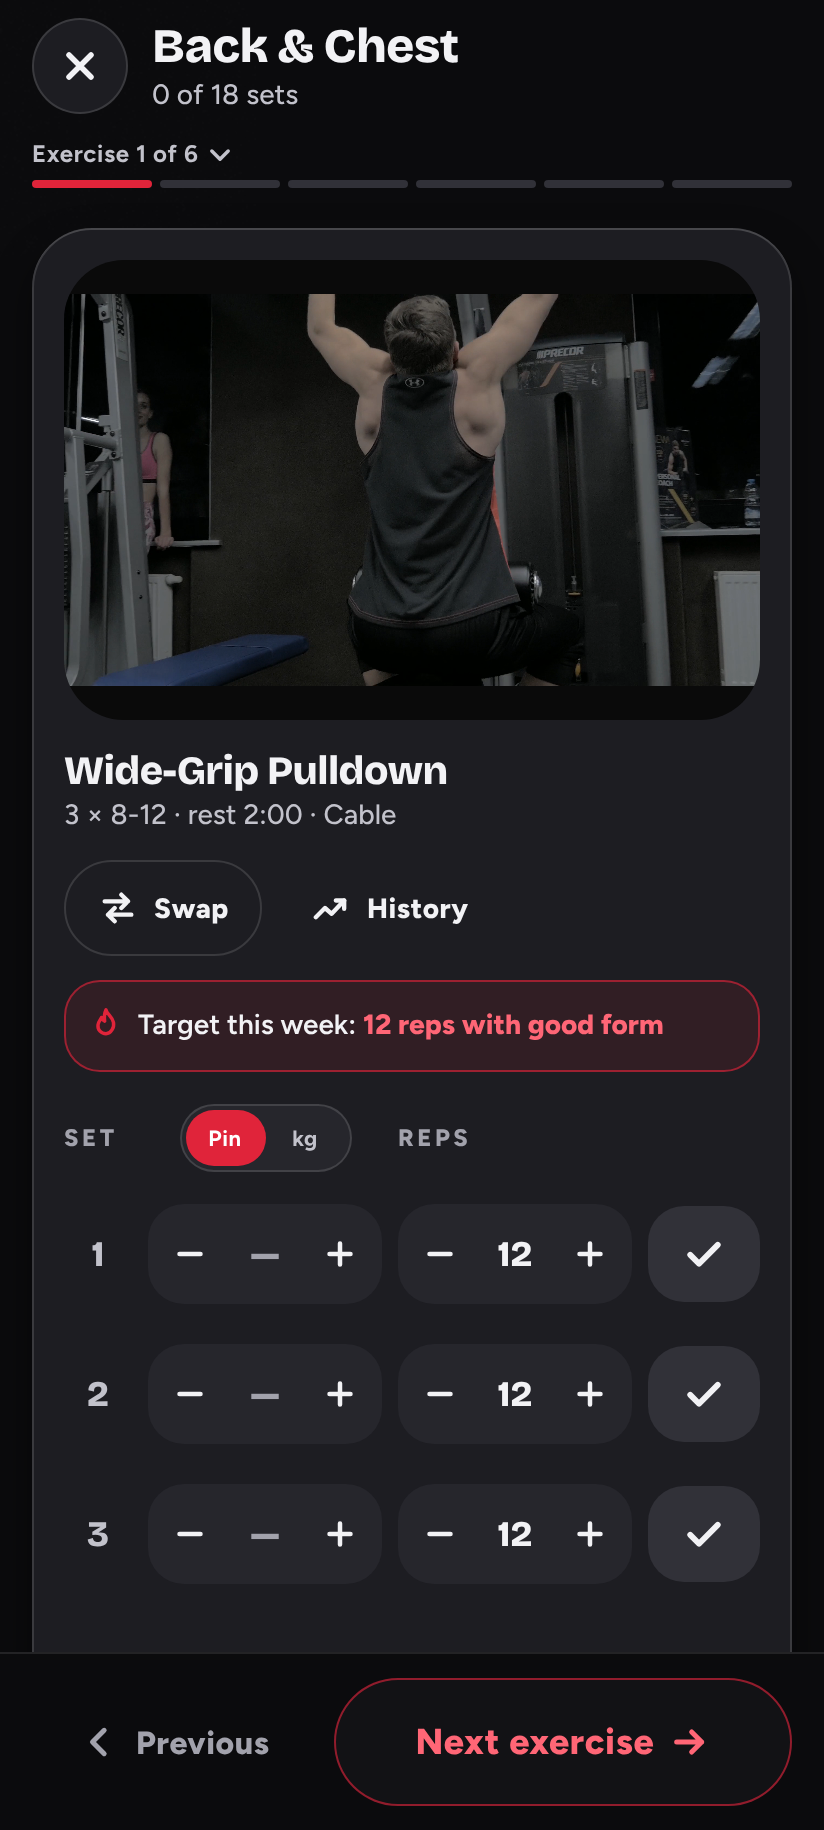 Back & Chest
0 of 18 sets
Exercise 1 of 6
PRECOR
Wide-Grip Pulldown
3 × 8-12 · rest 2:00 · Cable
Swap
History
Target this week: 12 reps with good form
SET Pin kg REPS
1 – 12
2 – 12
3 – 12
Previous
Next exercise